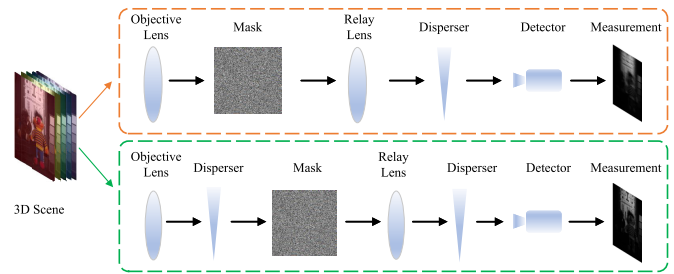 Objective
Lens
Mask
Relay
Lens
Disperser
Detector
Measurement
Objective
Lens
Disperser
Mask
Relay
Lens
Disperser
Detector
Measurement
3D Scene